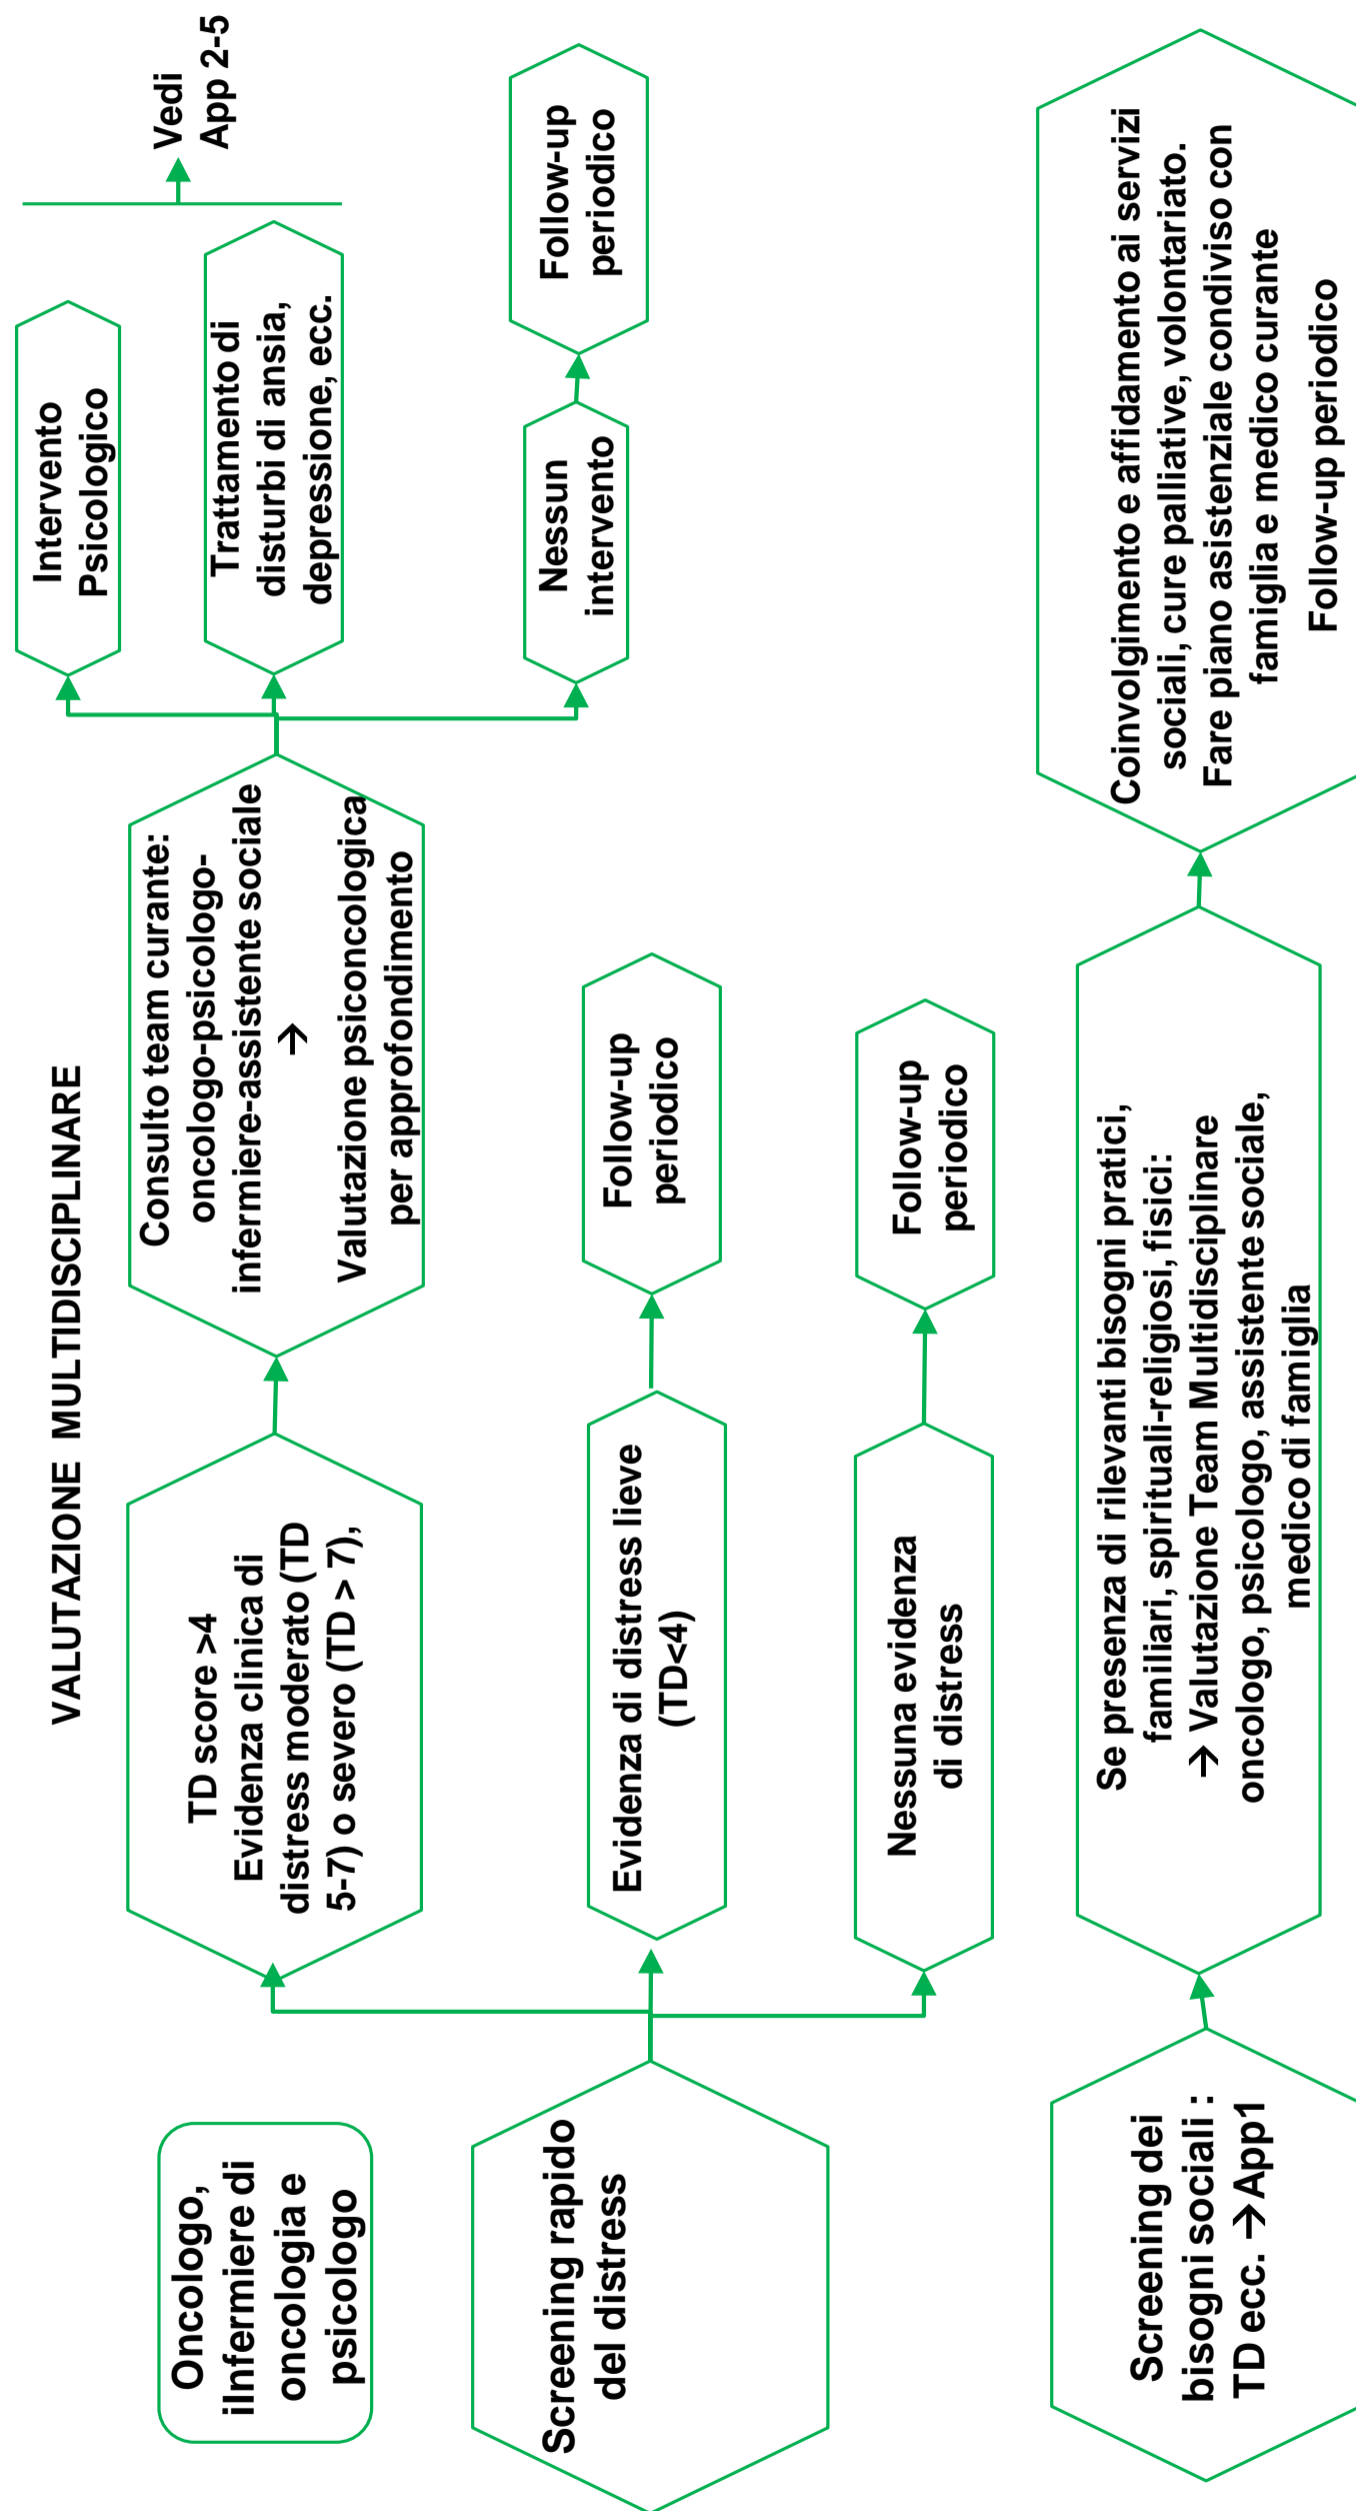 VALUTAZIONE MULTIDISCIPLINARE
Oncologo,
iInfermiere di
oncologia e
psicologo
Screening rapido
del distress
TD score >4
Evidenza clinica di
distress moderato (TD
5-7) o severo (TD > 7),
Consulto team curante:
oncologo-psicologo-
infermiere-assistente sociale
→
Valutazione psiconcologica
per approfondimento
Intervento
Psicologico
Trattamento di
disturbi di ansia,
depressione, ecc.
Vedi
App 2-5
Nessun
intervento
Follow-up
periodico
Evidenza di distress lieve
(TD<4)
Follow-up
periodico
Nessuna evidenza
di distress
Follow-up
periodico
Screening dei
bisogni sociali :
TD ecc. →App1
Se presenza di rilevanti bisogni pratici,
familiari, spirituali-religiosi, fisici:
→ Valutazione Team Multidisciplinare
oncologo, psicologo, assistente sociale,
medico di famiglia
Coinvolgimento e affidamento ai servizi
sociali, cure palliative, volontariato.
Fare piano assistenziale condiviso con
famiglia e medico curante
Follow-up periodico